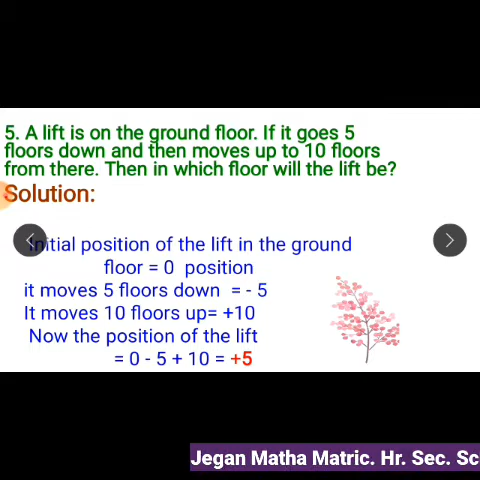 5. A lift is on the ground floor. If it goes 5
floors down and then moves up to 10 floors
from there. Then in which floor will the lift be?
Solution:
Initial position of the lift in the ground
floor = 0 position
it moves 5 floors down = - 5
It moves 10 floors up= +10
Now the position of the lift
= 0 - 5 + 10 = +5
Jegan Matha Matric. Hr. Sec. Sc